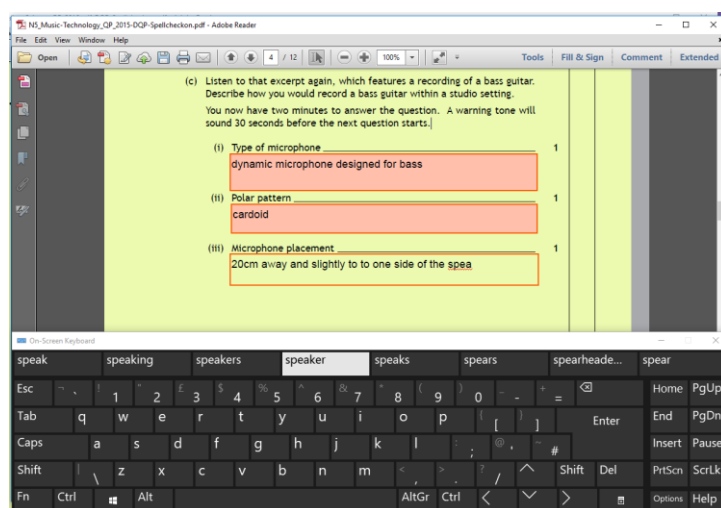 N5_Music-Technology_QP_2015-DQP-Spellcheckon.pdf - Adobe Reader
File Edit View Window Help
Open 4 / 12 100% Tools Fill & Sign Comment Extended
(c) Listen to that excerpt again, which features a recording of a bass guitar.
Describe how you would record a bass guitar within a studio setting.
You now have two minutes to answer the question. A warning tone will
sound 30 seconds before the next question starts.
(i) Type of microphone 1
dynamic microphone designed for bass
(ii) Polar pattern 1
cardoid
(iii) Microphone placement 1
20cm away and slightly to to one side of the spea
On-Screen Keyboard
speak speaking speakers speaker speaks spears spearheade... spear
Esc ¬ ` ! 1 " 2 £ 3 $ 4 % 5 ^ 6 & 7 * 8 ( 9 ) 0 _ - + = Home PgUp
Tab q w e r t y u i o p { [ } ] Enter End PgDn
Caps a s d f g h j k l : ; @ ' ~ # Insert Pause
Shift | \ z x c v b n m < , > . ? / Shift Del PrtScn ScrLk
Fn Ctrl Alt AltGr Ctrl Options Help